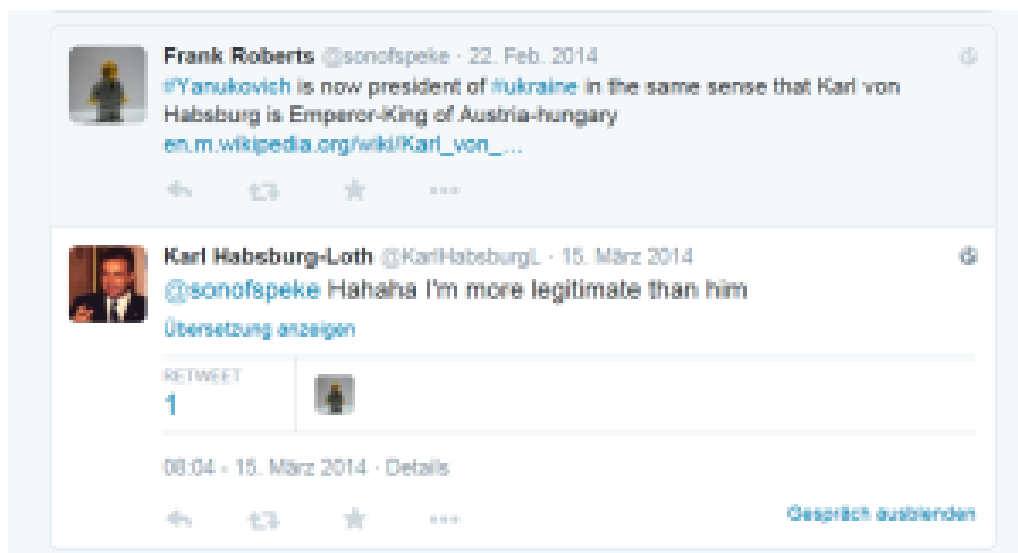 Frank Roberts @sonofspeke · 22. Feb. 2014
#Yanukovich is now president of #ukraine in the same sense that Karl von
Habsburg is Emperor-King of Austria-hungary
en.m.wikipedia.org/wiki/Karl_von_...
Karl Habsburg-Loth @KarlHabsburgL · 15. März 2014
@sonofspeke Hahaha I'm more legitimate than him
Übersetzung anzeigen
RETWEET
1
08:04 - 15. März 2014 · Details
Gespräch ausblenden